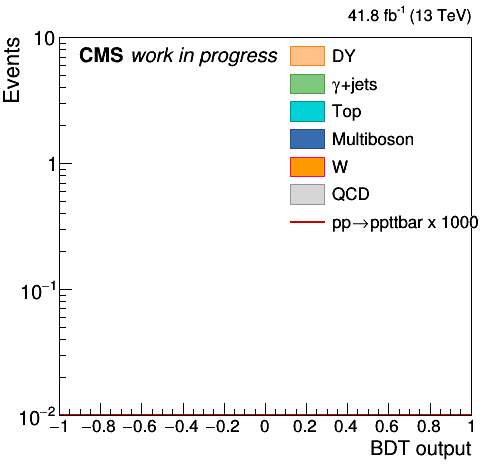 41.8 fb⁻¹ (13 TeV)
Events
CMS work in progress
DY
γ+jets
Top
Multiboson
W
QCD
pp→ppttbar x 1000
10
1
10⁻¹
10⁻²
−1 −0.8 −0.6 −0.4 −0.2 0 0.2 0.4 0.6 0.8 1
BDT output